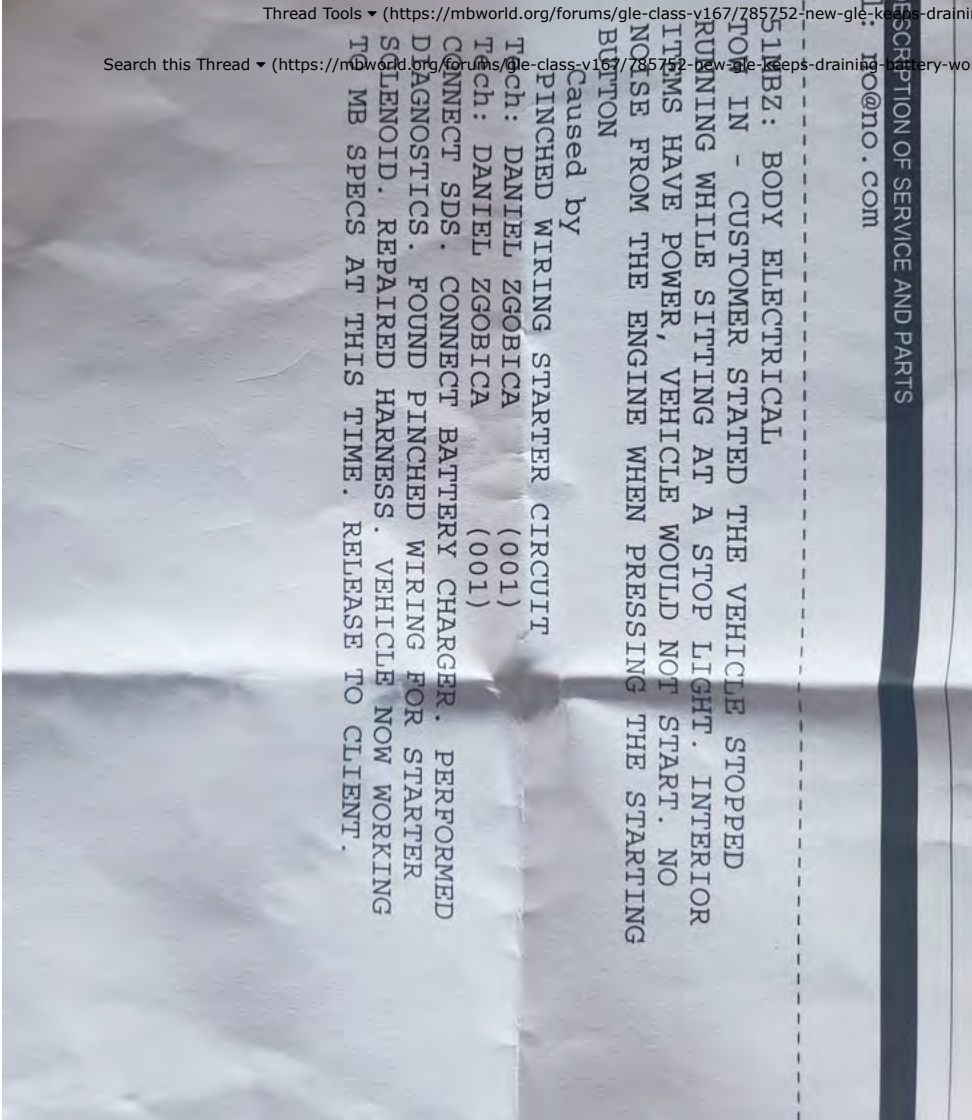 Thread Tools ▾ (https://mbworld.org/forums/gle-class-v167/785752-new-gle-keeps-draini
Search this Thread ▾ (https://mbworld.org/forums/gle-class-v167/785752-new-gle-keeps-draining-battery-wo
ESCRIPTION OF SERVICE AND PARTS
l: no@no.com
51MBZ: BODY ELECTRICAL
TOW IN - CUSTOMER STATED THE VEHICLE STOPPED
RUNNING WHILE SITTING AT A STOP LIGHT. INTERIOR
ITEMS HAVE POWER, VEHICLE WOULD NOT START. NO
NOISE FROM THE ENGINE WHEN PRESSING THE STARTING
BUTTON
Caused by
PINCHED WIRING STARTER CIRCUIT
Tech: DANIEL ZGOBICA (001)
Tech: DANIEL ZGOBICA (001)
CONNECT SDS. CONNECT BATTERY CHARGER. PERFORMED
DIAGNOSTICS. FOUND PINCHED WIRING FOR STARTER
SOLENOID. REPAIRED HARNESS. VEHICLE NOW WORKING
TO MB SPECS AT THIS TIME. RELEASE TO CLIENT.